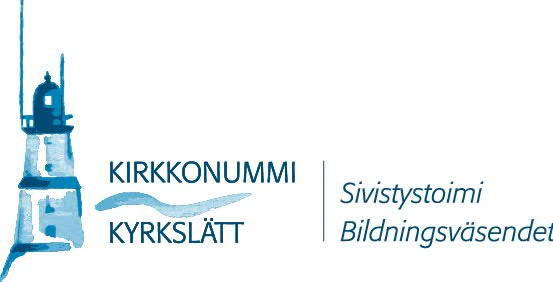 KIRKKONUMMI
KYRKSLÄTT
Sivistystoimi
Bildningsväsendet